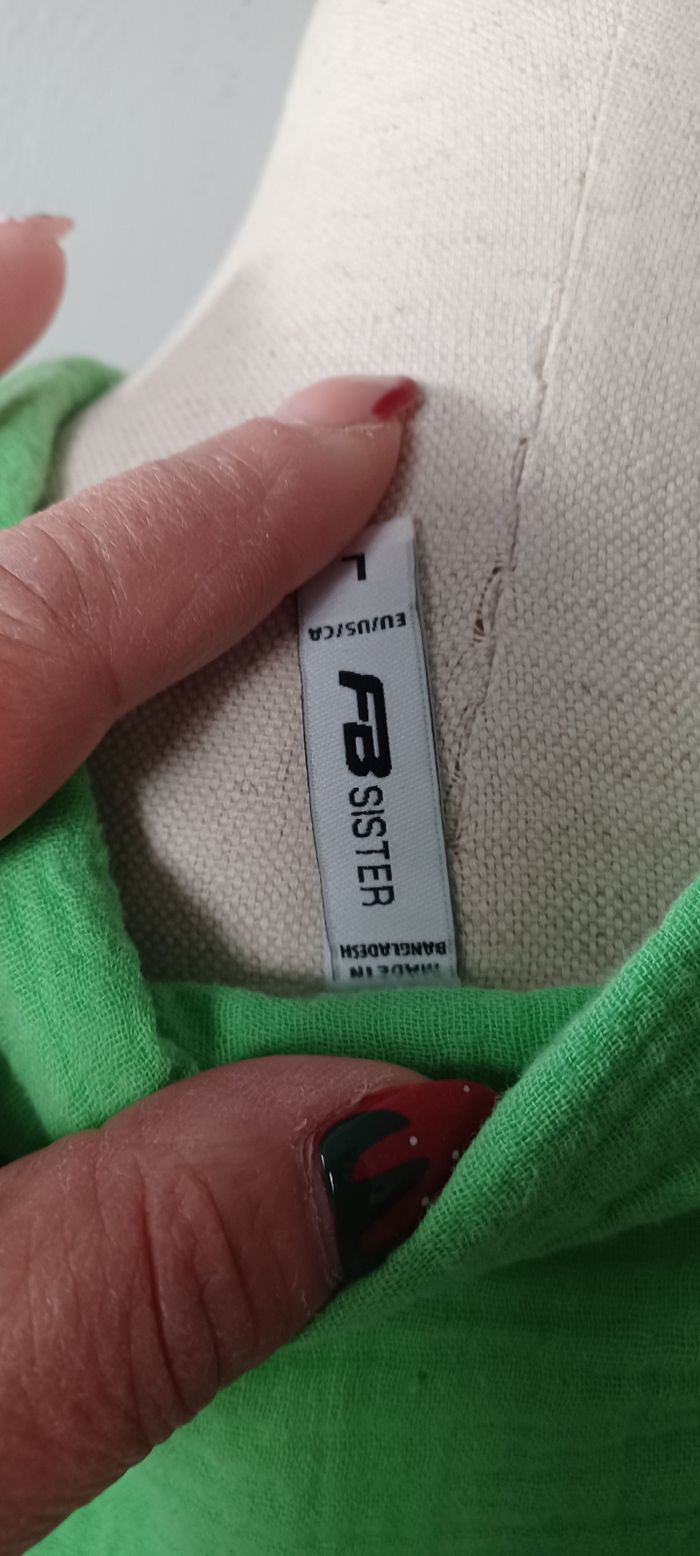 L
EU/US/CA
FB SISTER
MADE IN
BANGLADESH